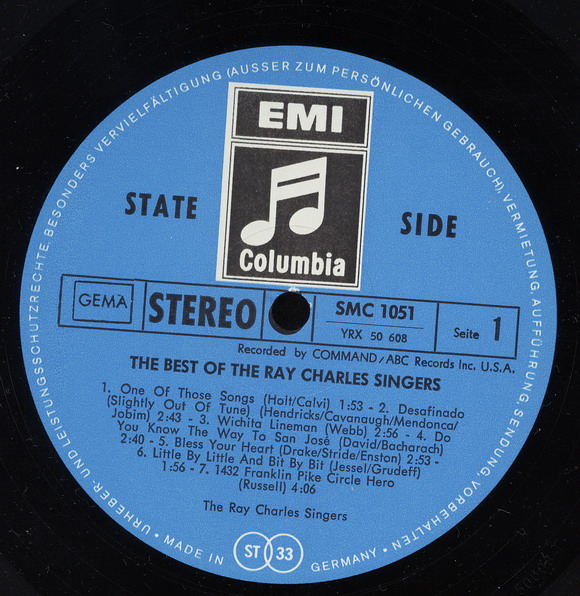 URHEBER- UND LEISTUNGSSCHUTZRECHTE, BESONDERS VERVIELFÄLTIGUNG (AUSSER ZUM PERSÖNLICHEN GEBRAUCH), VERMIETUNG, AUFFÜHRUNG, SENDUNG, VORBEHALTEN •
EMI
Columbia
STATE SIDE
GEMA
STEREO
SMC 1051
YRX 50 608
Seite 1
Recorded by COMMAND/ABC Records Inc. U.S.A.
THE BEST OF THE RAY CHARLES SINGERS
1. One Of Those Songs (Holt/Calvi) 1:53 - 2. Desafinado
(Slightly Out Of Tune) (Hendricks/Cavanaugh/Mendonca/
Jobim) 2:43 - 3. Wichita Lineman (Webb) 2:56 - 4. Do
You Know The Way To San José (David/Bacharach)
2:40 - 5. Bless Your Heart (Drake/Stride/Enston) 2:53 -
6. Little By Little And Bit By Bit (Jessel/Grudeff)
1:56 - 7. 1432 Franklin Pike Circle Hero
(Russell) 4:06
The Ray Charles Singers
• MADE IN GERMANY •
ST 33